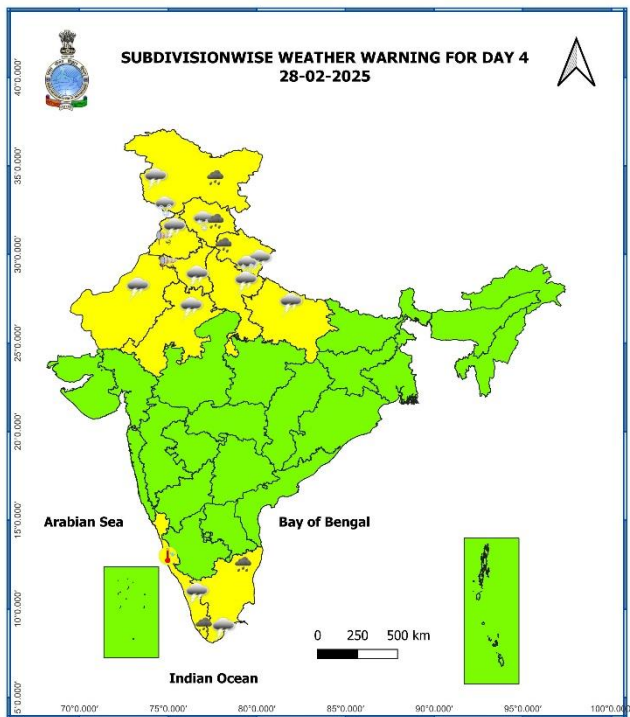 SUBDIVISIONWISE WEATHER WARNING FOR DAY 4
28-02-2025
40°0.000'
35°0.000'
30°0.000'
25°0.000'
20°0.000'
15°0.000'
10°0.000'
5°0.000'
Arabian Sea
Bay of Bengal
0 250 500 km
Indian Ocean
70°0.000' 75°0.000' 80°0.000' 85°0.000' 90°0.000' 95°0.000' 100°0.000'